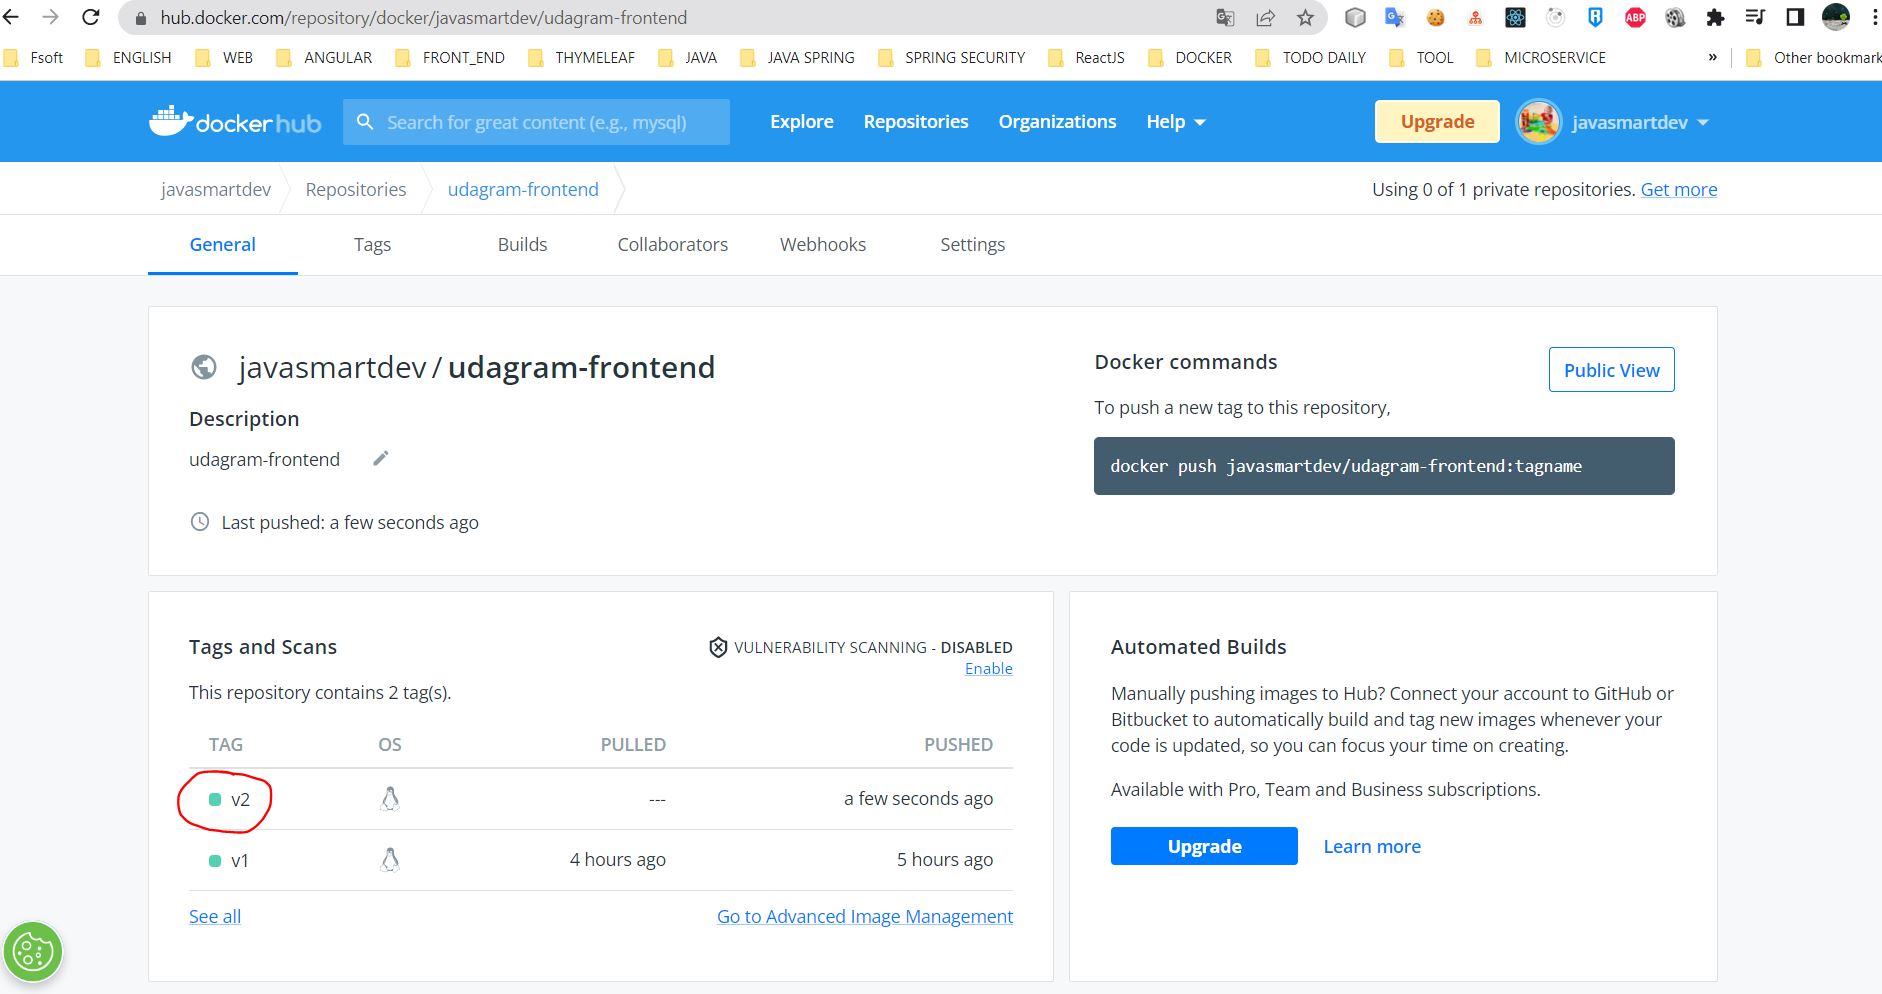 hub.docker.com/repository/docker/javasmartdev/udagram-frontend
Fsoft ENGLISH WEB ANGULAR FRONT_END THYMELEAF JAVA JAVA SPRING SPRING SECURITY ReactJS DOCKER TODO DAILY TOOL MICROSERVICE » Other bookmark
docker hub Search for great content (e.g., mysql) Explore Repositories Organizations Help Upgrade javasmartdev
javasmartdev Repositories udagram-frontend Using 0 of 1 private repositories. Get more
General Tags Builds Collaborators Webhooks Settings
javasmartdev / udagram-frontend
Description
udagram-frontend
Last pushed: a few seconds ago
Docker commands
Public View
To push a new tag to this repository,
docker push javasmartdev/udagram-frontend:tagname
Tags and Scans
VULNERABILITY SCANNING - DISABLED
Enable
This repository contains 2 tag(s).
TAG OS PULLED PUSHED
v2 --- a few seconds ago
v1 4 hours ago 5 hours ago
See all Go to Advanced Image Management
Automated Builds
Manually pushing images to Hub? Connect your account to GitHub or
Bitbucket to automatically build and tag new images whenever your
code is updated, so you can focus your time on creating.
Available with Pro, Team and Business subscriptions.
Upgrade Learn more
ABP